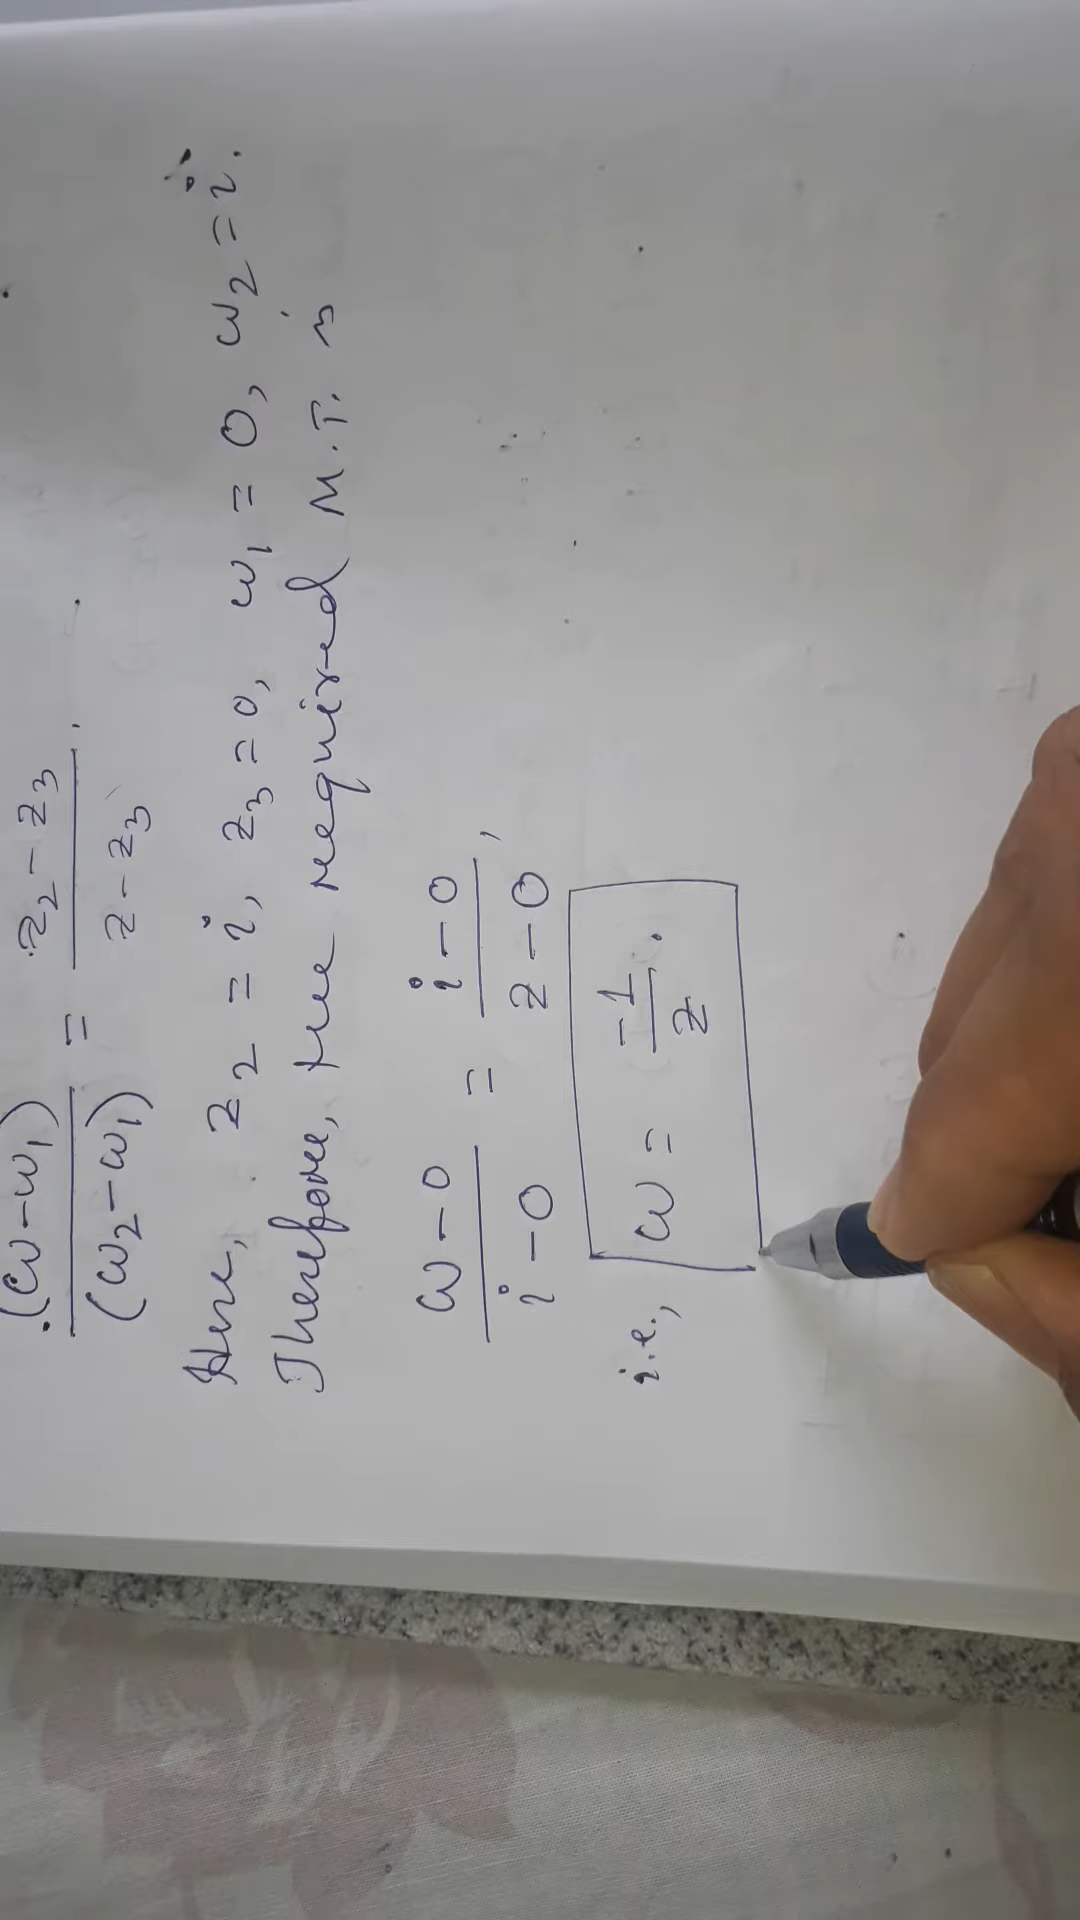 (w-w₁)/(w₂-w₁) = (z₂-z₃)/(z-z₃).
Here, z₂ = i, z₃ = 0, w₁ = 0, w₂ = i.
Therefore, the required M.T. is
(w-0)/(i-0) = (i-0)/(z-0),
i.e., w = -1/z.